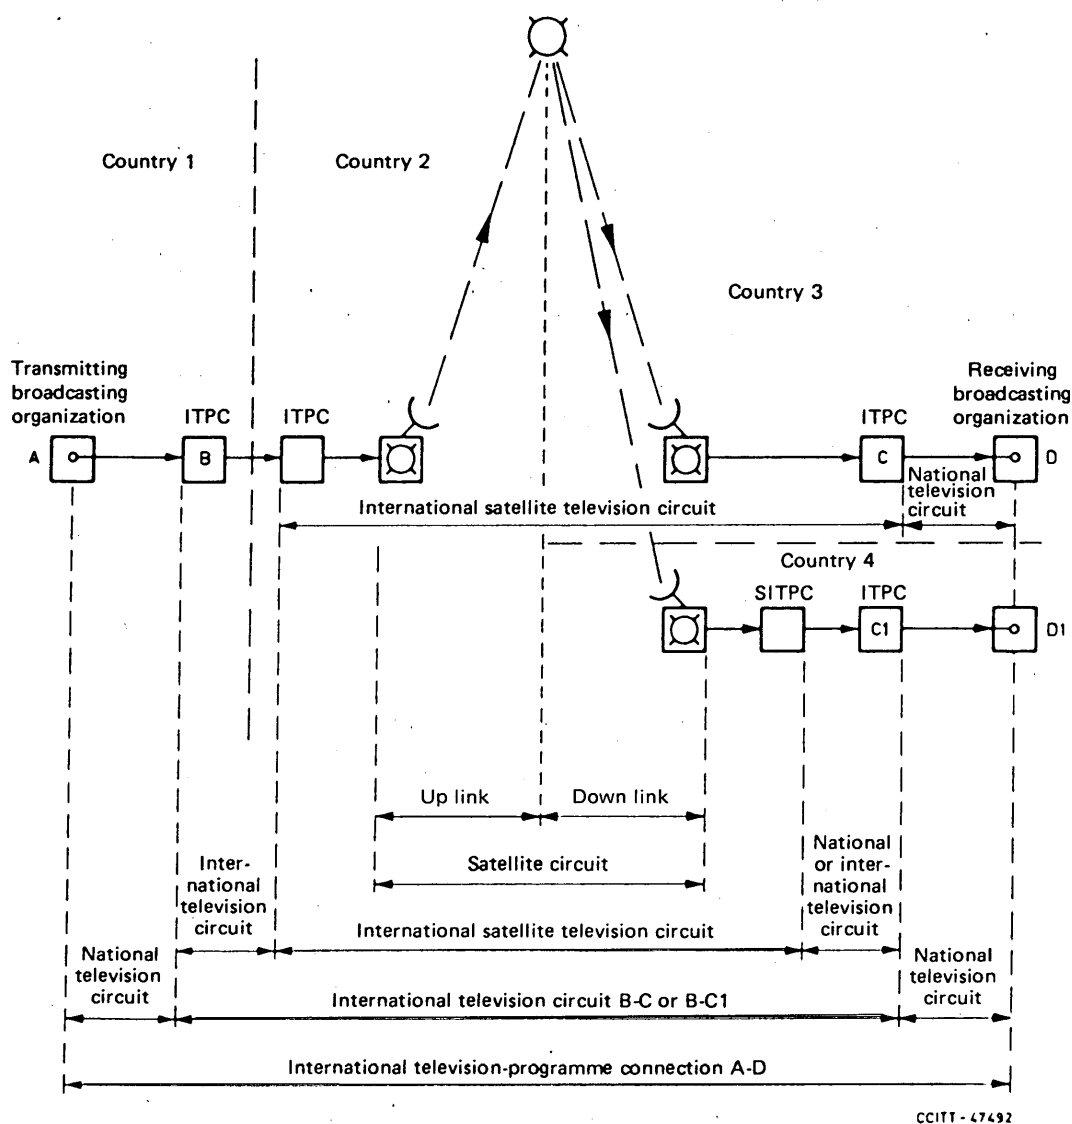 Country 1
Country 2
Country 3
Transmitting
broadcasting
organization
Receiving
broadcasting
organization
ITPC
ITPC
ITPC
A
B
C
D
National
television
circuit
International satellite television circuit
Country 4
SITPC
ITPC
C1
D1
Up link
Down link
Satellite circuit
National
or inter-
national
television
circuit
Inter-
national
television
circuit
International satellite television circuit
National
television
circuit
National
television
circuit
International television circuit B-C or B-C1
International television-programme connection A-D
CCITT - 47492